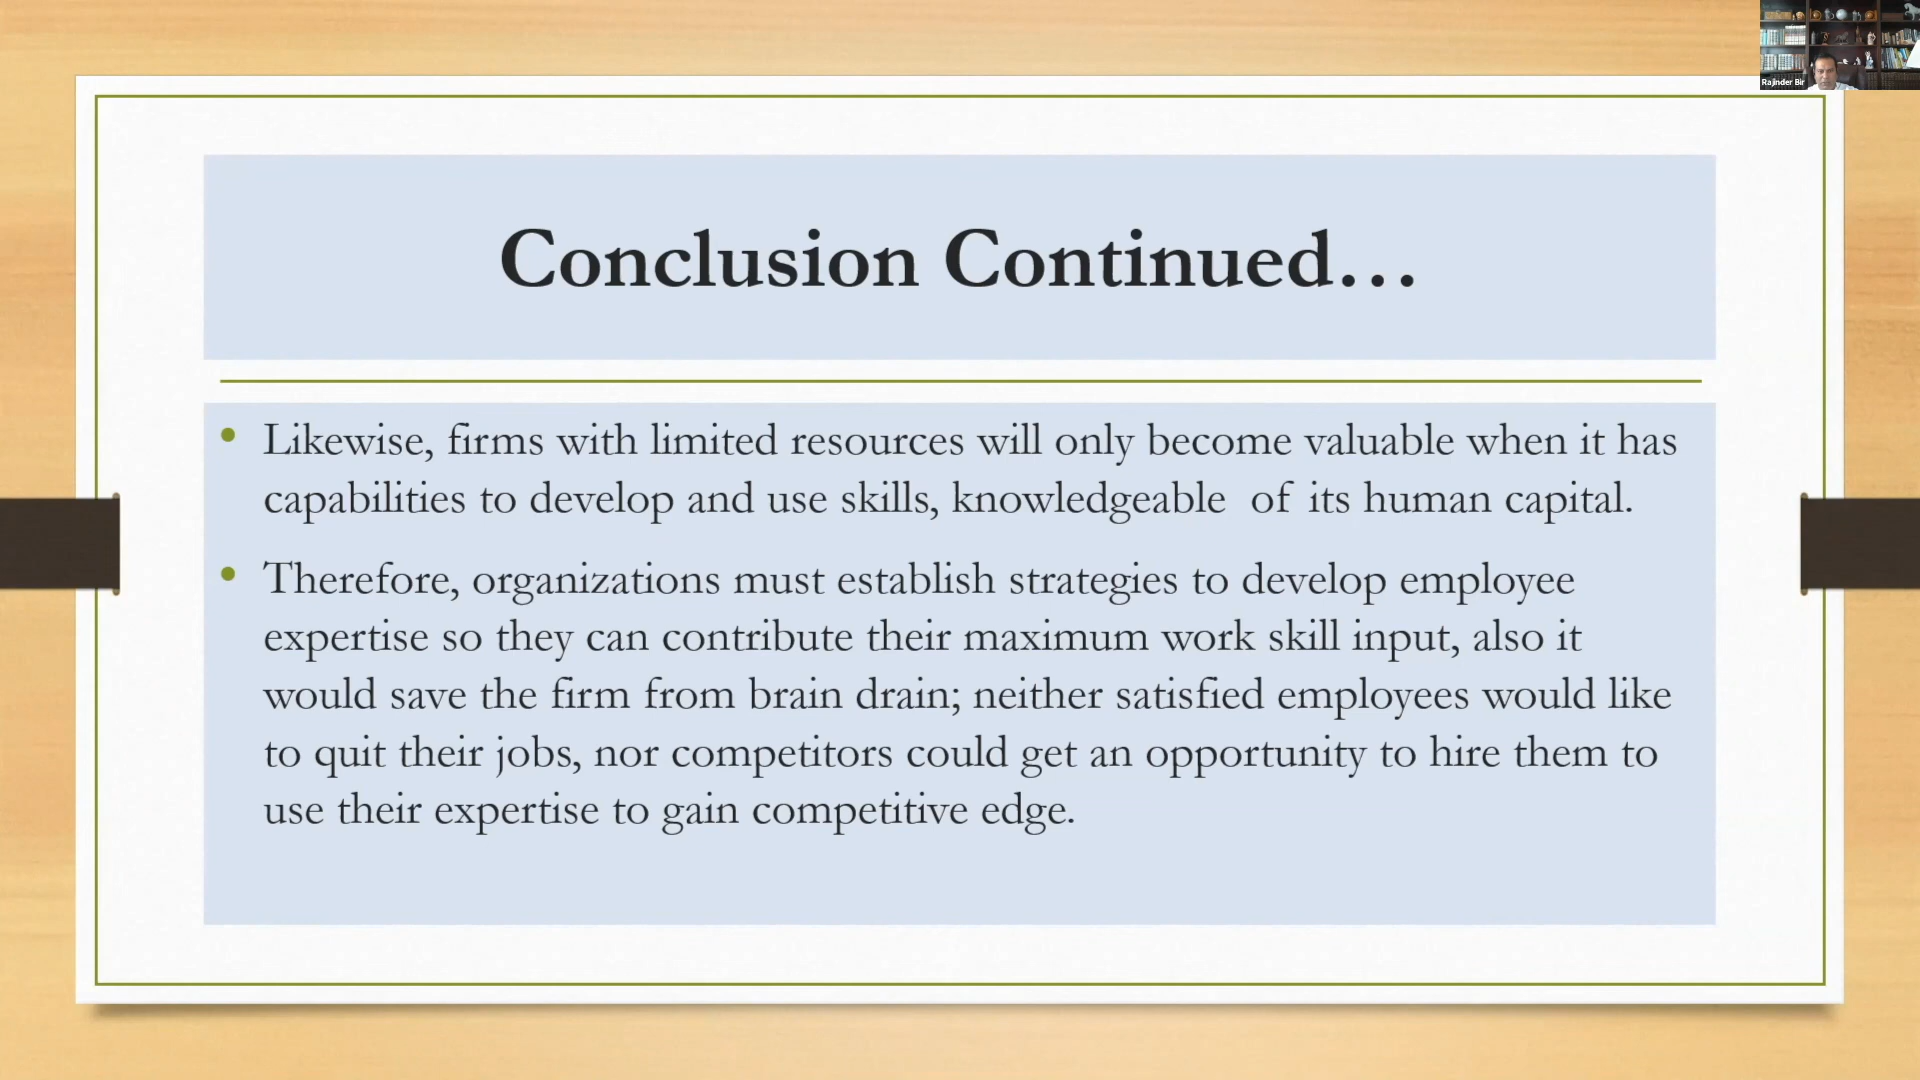 Rajinder Bir
Conclusion Continued…
• Likewise, firms with limited resources will only become valuable when it has
capabilities to develop and use skills, knowledgeable of its human capital.
• Therefore, organizations must establish strategies to develop employee
expertise so they can contribute their maximum work skill input, also it
would save the firm from brain drain; neither satisfied employees would like
to quit their jobs, nor competitors could get an opportunity to hire them to
use their expertise to gain competitive edge.